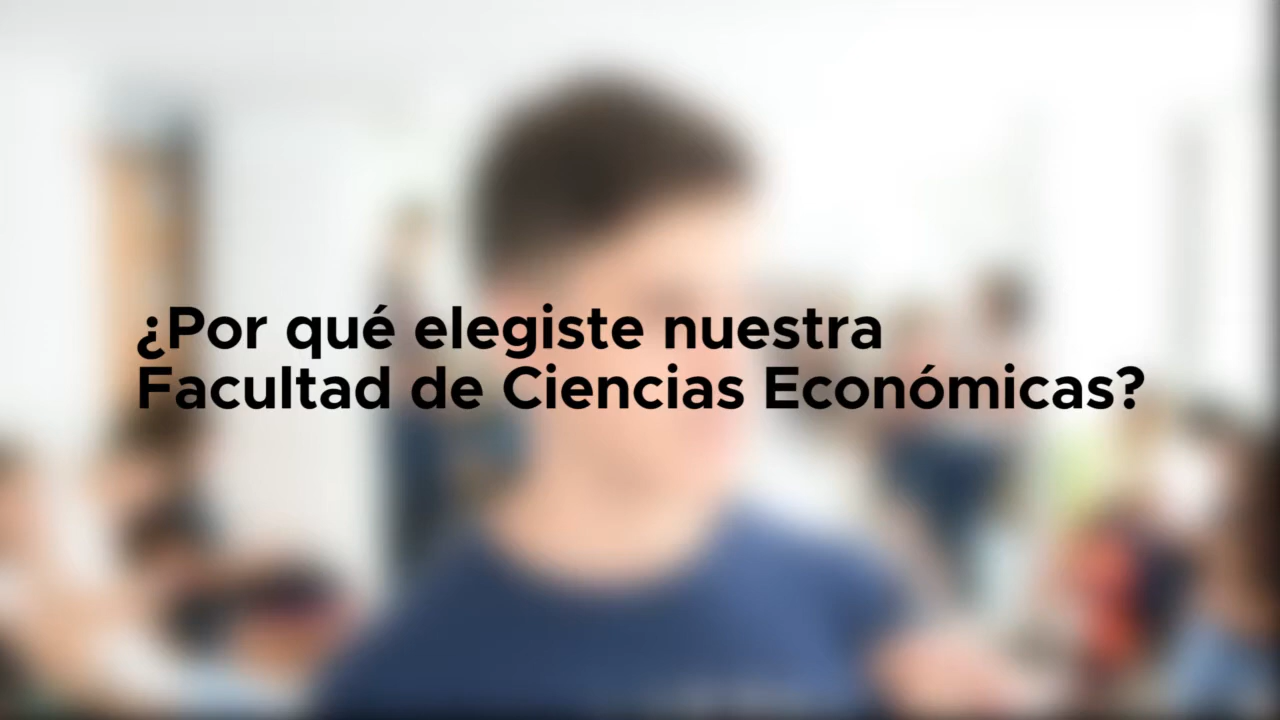 ¿Por qué elegiste nuestra
Facultad de Ciencias Económicas?